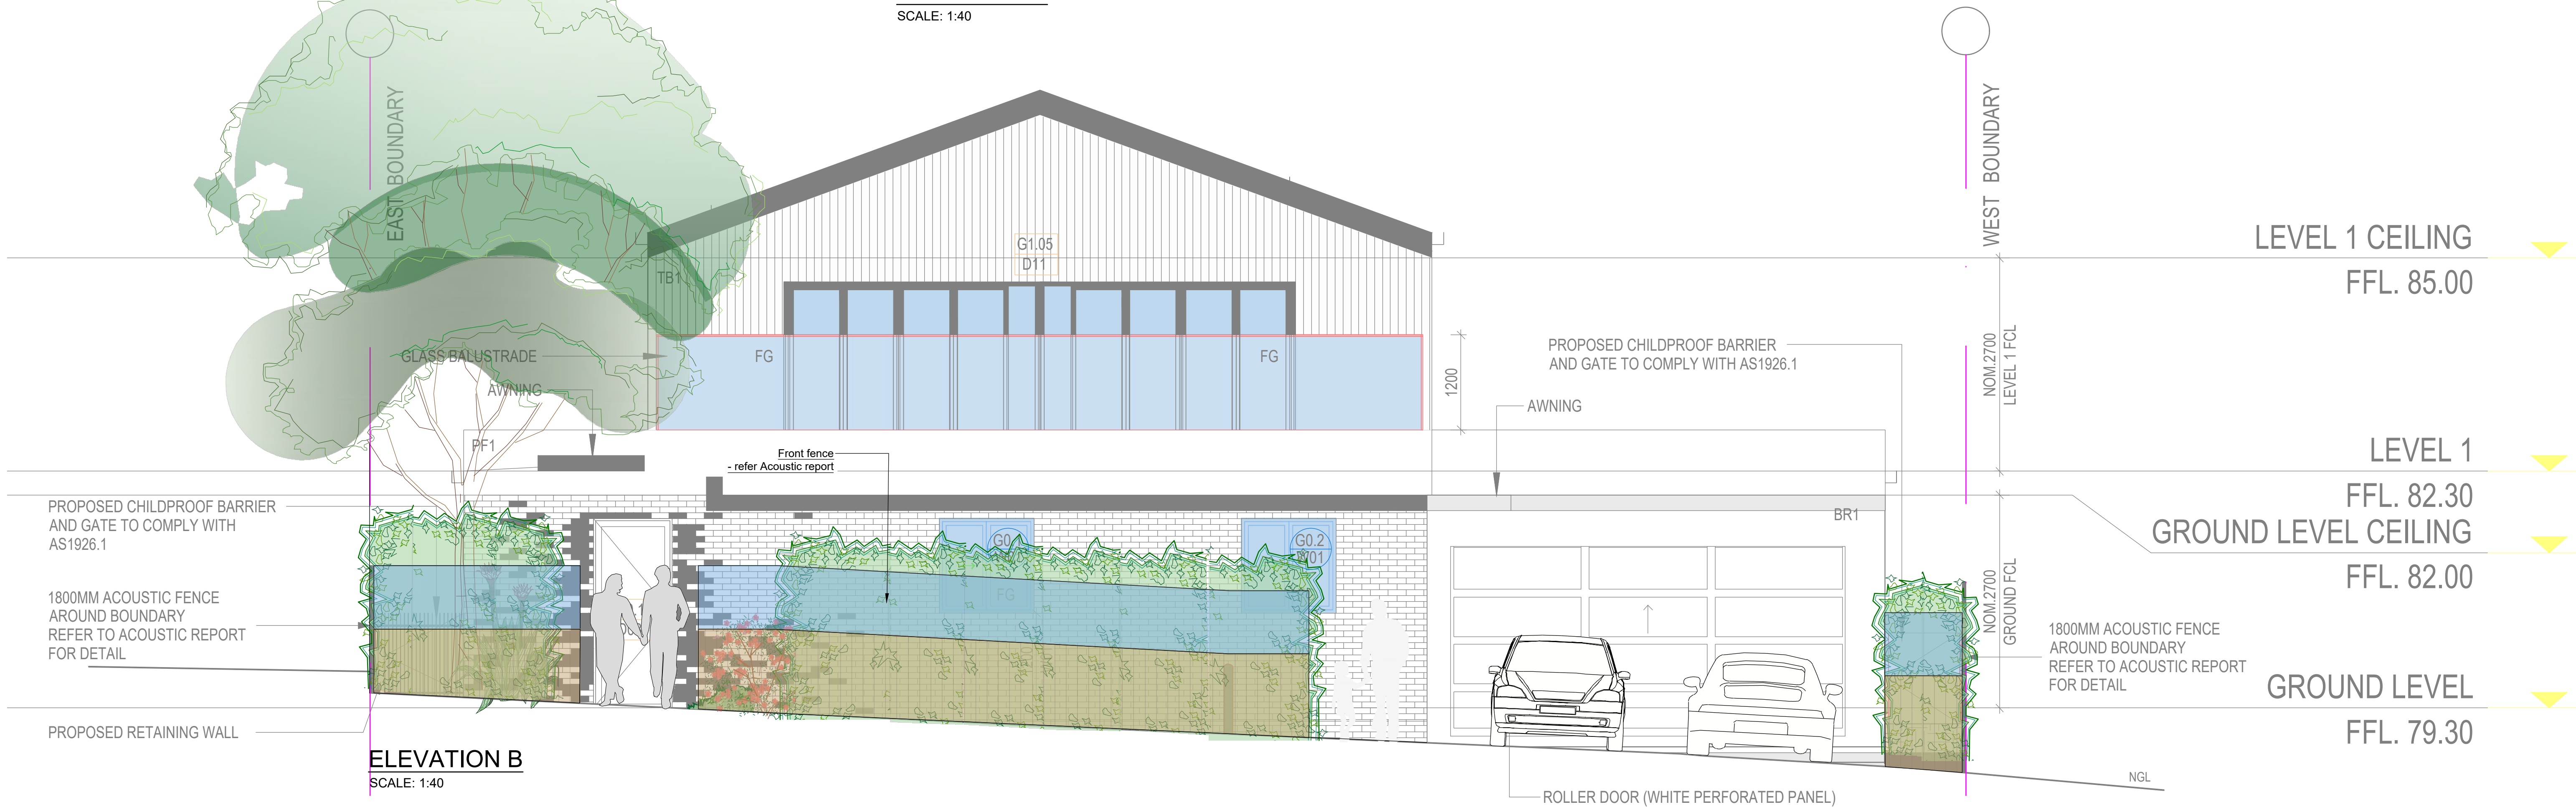 SCALE: 1:40
EAST BOUNDARY
WEST BOUNDARY
G1.05
D11
TB1
LEVEL 1 CEILING
FFL. 85.00
GLASS BALUSTRADE
FG
FG
AWNING
1200
PROPOSED CHILDPROOF BARRIER
AND GATE TO COMPLY WITH AS1926.1
AWNING
NOM.2700
LEVEL 1 FCL
PF1
Front fence
- refer Acoustic report
LEVEL 1
FFL. 82.30
PROPOSED CHILDPROOF BARRIER
AND GATE TO COMPLY WITH
AS1926.1
BR1
GROUND LEVEL CEILING
FFL. 82.00
G0.2
FG
1800MM ACOUSTIC FENCE
AROUND BOUNDARY
REFER TO ACOUSTIC REPORT
FOR DETAIL
NOM.2700
GROUND FCL
1800MM ACOUSTIC FENCE
AROUND BOUNDARY
REFER TO ACOUSTIC REPORT
FOR DETAIL
GROUND LEVEL
FFL. 79.30
PROPOSED RETAINING WALL
ELEVATION B
SCALE: 1:40
NGL
ROLLER DOOR (WHITE PERFORATED PANEL)